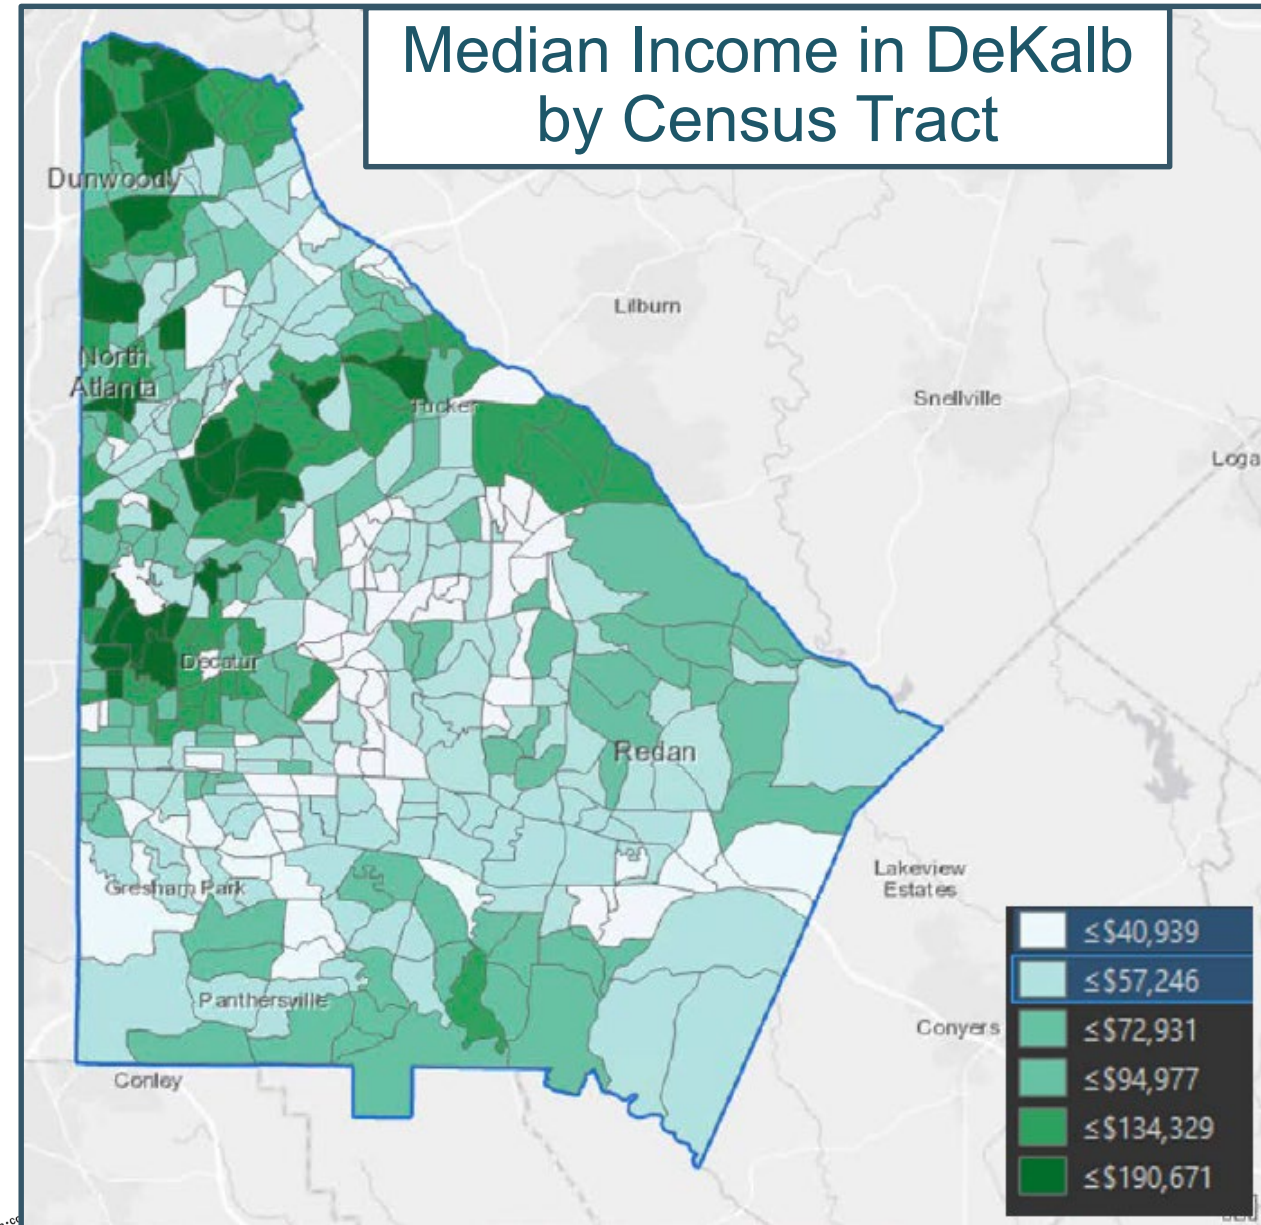 Median Income in DeKalb
by Census Tract
Dunwoody
Lilburn
North
Atlanta
Tucker
Snellville
Loga
Decatur
Redan
Gresham Park
Lakeview
Estates
Panthersville
Conyers
Conley
≤$40,939
≤$57,246
≤$72,931
≤$94,977
≤$134,329
≤$190,671